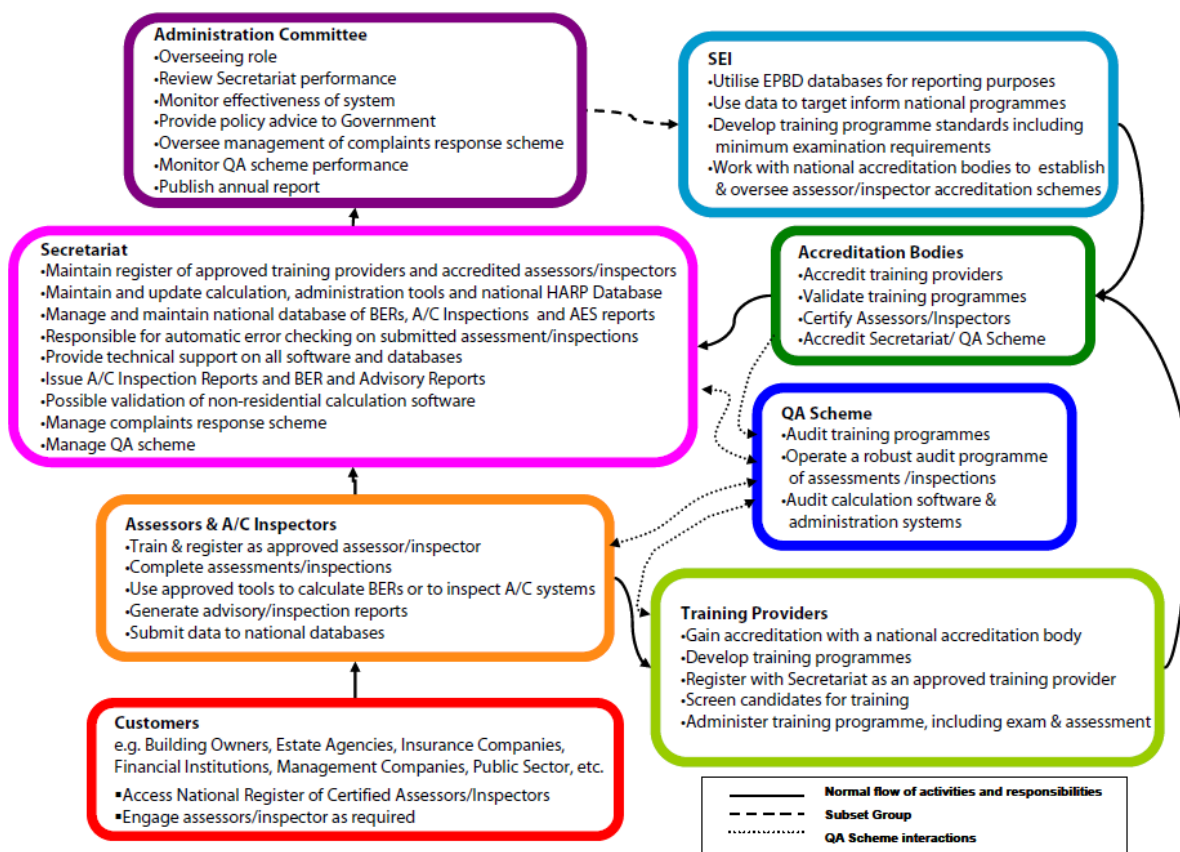 Administration Committee
•Overseeing role
•Review Secretariat performance
•Monitor effectiveness of system
•Provide policy advice to Government
•Oversee management of complaints response scheme
•Monitor QA scheme performance
•Publish annual report
SEI
•Utilise EPBD databases for reporting purposes
•Use data to target inform national programmes
•Develop training programme standards including
minimum examination requirements
•Work with national accreditation bodies to establish
& oversee assessor/inspector accreditation schemes
Secretariat
•Maintain register of approved training providers and accredited assessors/inspectors
•Maintain and update calculation, administration tools and national HARP Database
•Manage and maintain national database of BERs, A/C Inspections and AES reports
•Responsible for automatic error checking on submitted assessment/inspections
•Provide technical support on all software and databases
•Issue A/C Inspection Reports and BER and Advisory Reports
•Possible validation of non-residential calculation software
•Manage complaints response scheme
•Manage QA scheme
Accreditation Bodies
•Accredit training providers
•Validate training programmes
•Certify Assessors/Inspectors
•Accredit Secretariat/ QA Scheme
QA Scheme
•Audit training programmes
•Operate a robust audit programme
of assessments /inspections
•Audit calculation software &
administration systems
Assessors & A/C Inspectors
•Train & register as approved assessor/inspector
•Complete assessments/inspections
•Use approved tools to calculate BERs or to inspect A/C systems
•Generate advisory/inspection reports
•Submit data to national databases
Training Providers
•Gain accreditation with a national accreditation body
•Develop training programmes
•Register with Secretariat as an approved training provider
•Screen candidates for training
•Administer training programme, including exam & assessment
Customers
e.g. Building Owners, Estate Agencies, Insurance Companies,
Financial Institutions, Management Companies, Public Sector, etc.
▪Access National Register of Certified Assessors/Inspectors
▪Engage assessors/inspector as required
Normal flow of activities and responsibilities
Subset Group
QA Scheme interactions